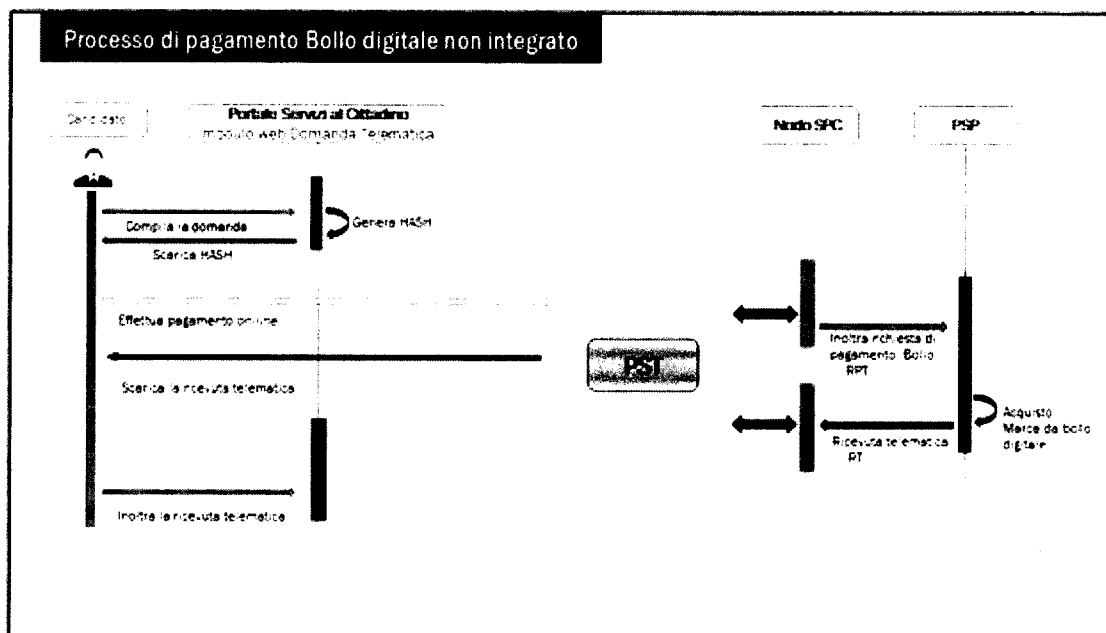 Processo di pagamento Bollo digitale non integrato
Candidato
Portale Servizi al Cittadino
modulo web Domanda Telematica
Nodo SPC
PSP
Compila la domanda
Genera HASH
Scarica HASH
Effettua pagamento online
Inoltra richiesta di
pagamento Bollo
RPT
PST
Scarica la ricevuta telematica
Acquisto
Marca da bollo
digitale
Ricevuta telematica
RT
Inoltra la ricevuta telematica